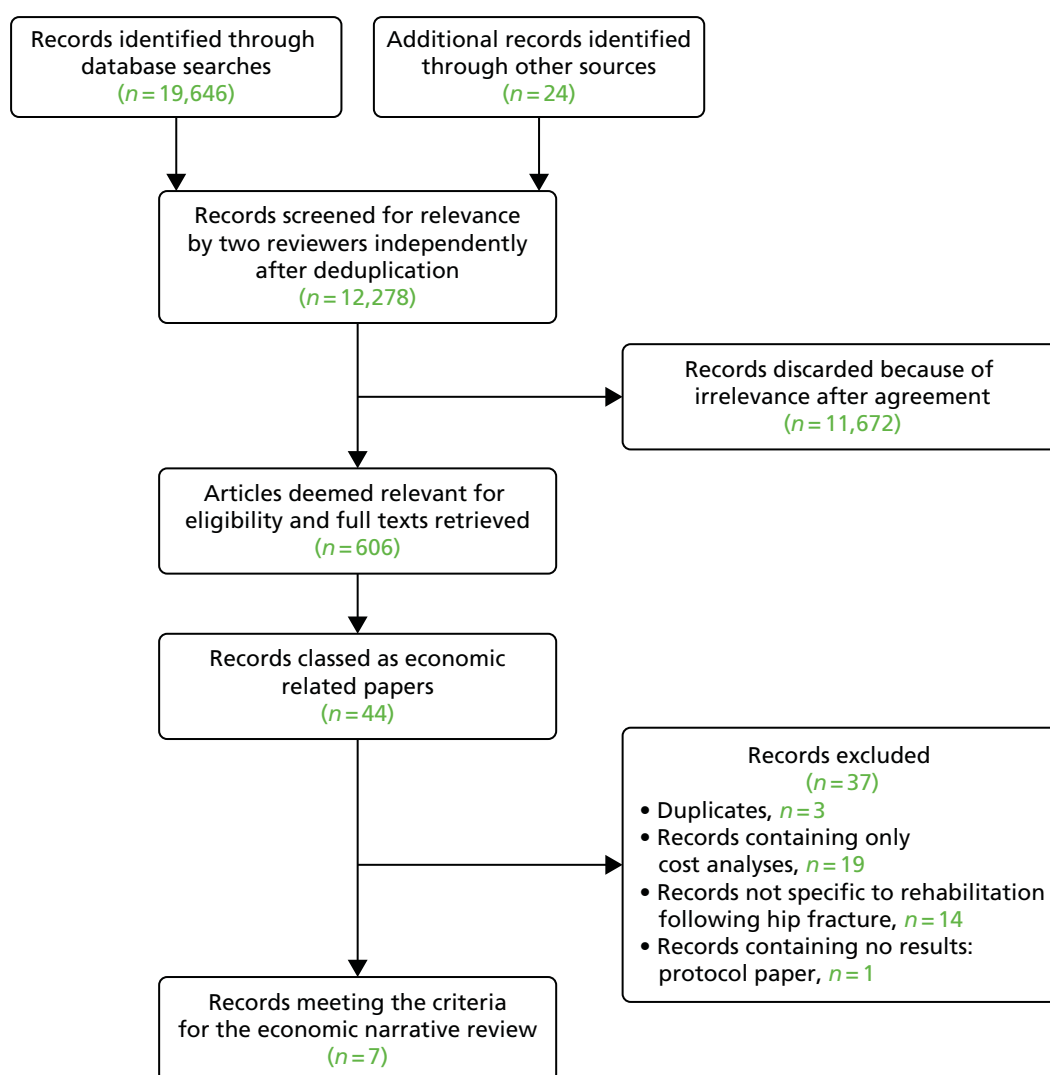 Records identified through
database searches
(n = 19,646)
Additional records identified
through other sources
(n = 24)
Records screened for relevance
by two reviewers independently
after deduplication
(n = 12,278)
Records discarded because of
irrelevance after agreement
(n = 11,672)
Articles deemed relevant for
eligibility and full texts retrieved
(n = 606)
Records classed as economic
related papers
(n = 44)
Records excluded
(n = 37)
• Duplicates, n = 3
• Records containing only
cost analyses, n = 19
• Records not specific to rehabilitation
following hip fracture, n = 14
• Records containing no results:
protocol paper, n = 1
Records meeting the criteria
for the economic narrative review
(n = 7)